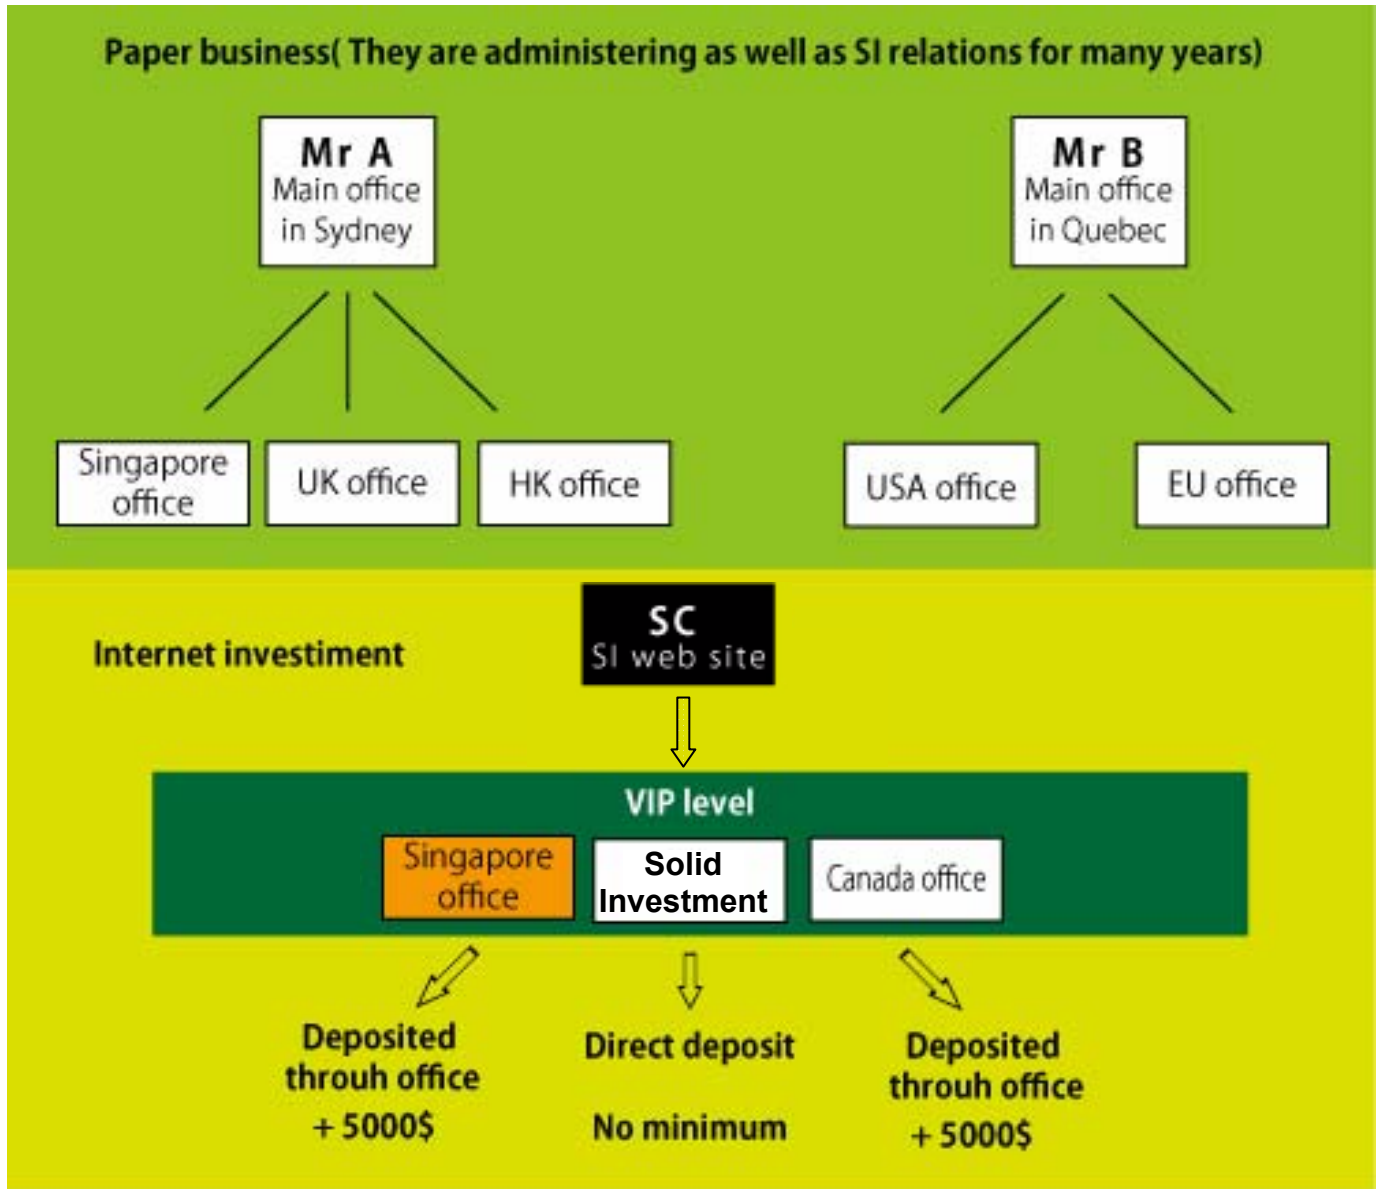 Paper business( They are administering as well as SI relations for many years)
Mr A
Main office
in Sydney
Mr B
Main office
in Quebec
Singapore
office
UK office
HK office
USA office
EU office
SC
SI web site
Internet investiment
VIP level
Singapore
office
Solid
Investment
Canada office
Deposited
throuh office
+ 5000$
Direct deposit
No minimum
Deposited
throuh office
+ 5000$